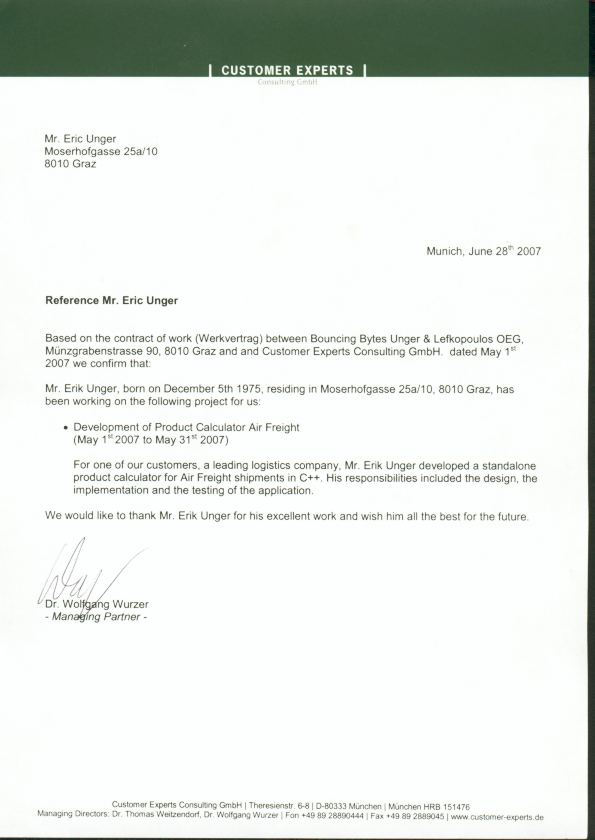 | CUSTOMER EXPERTS |
Consulting GmbH
Mr. Eric Unger
Moserhofgasse 25a/10
8010 Graz
Munich, June 28th 2007
Reference Mr. Eric Unger
Based on the contract of work (Werkvertrag) between Bouncing Bytes Unger & Lefkopoulos OEG,
Münzgrabenstrasse 90, 8010 Graz and and Customer Experts Consulting GmbH. dated May 1st
2007 we confirm that:
Mr. Erik Unger, born on December 5th 1975, residing in Moserhofgasse 25a/10, 8010 Graz, has
been working on the following project for us:
• Development of Product Calculator Air Freight
(May 1st 2007 to May 31st 2007)
For one of our customers, a leading logistics company, Mr. Erik Unger developed a standalone
product calculator for Air Freight shipments in C++. His responsibilities included the design, the
implementation and the testing of the application.
We would like to thank Mr. Erik Unger for his excellent work and wish him all the best for the future.
Dr. Wolfgang Wurzer
- Managing Partner -
Customer Experts Consulting GmbH | Theresienstr. 6-8 | D-80333 München | München HRB 151476
Managing Directors: Dr. Thomas Weitzendorf, Dr. Wolfgang Wurzer | Fon +49 89 28890444 | Fax +49 89 2889045 | www.customer-experts.de